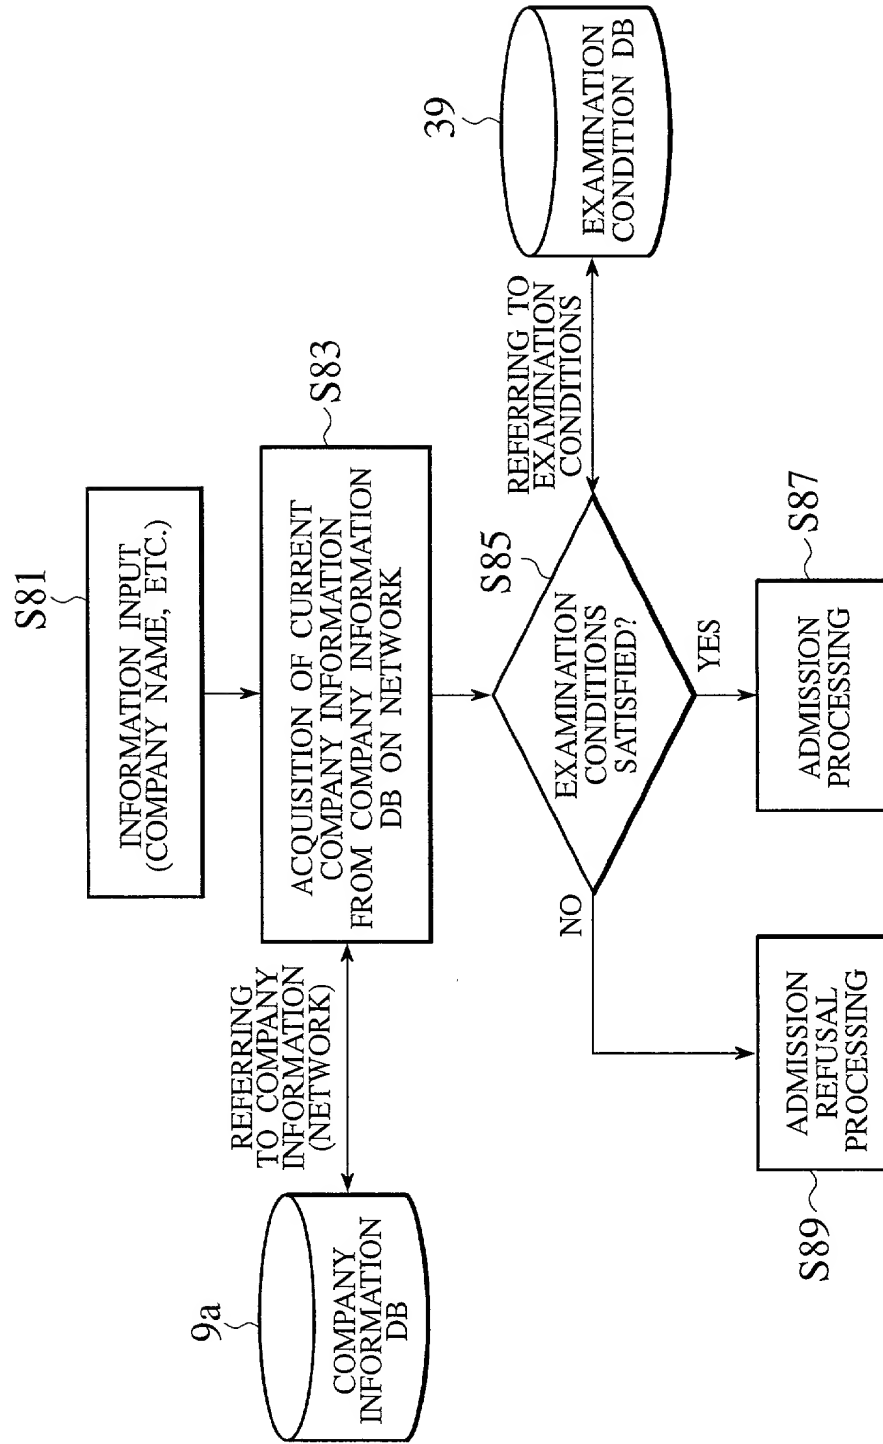 S81
INFORMATION INPUT
(COMPANY NAME, ETC.)
S83
ACQUISITION OF CURRENT
COMPANY INFORMATION
FROM COMPANY INFORMATION
DB ON NETWORK
REFERRING
TO COMPANY
INFORMATION
(NETWORK)
9a
COMPANY
INFORMATION
DB
S85
EXAMINATION
CONDITIONS
SATISFIED?
REFERRING TO
EXAMINATION
CONDITIONS
39
EXAMINATION
CONDITION DB
NO
YES
S89
ADMISSION
REFUSAL
PROCESSING
S87
ADMISSION
PROCESSING